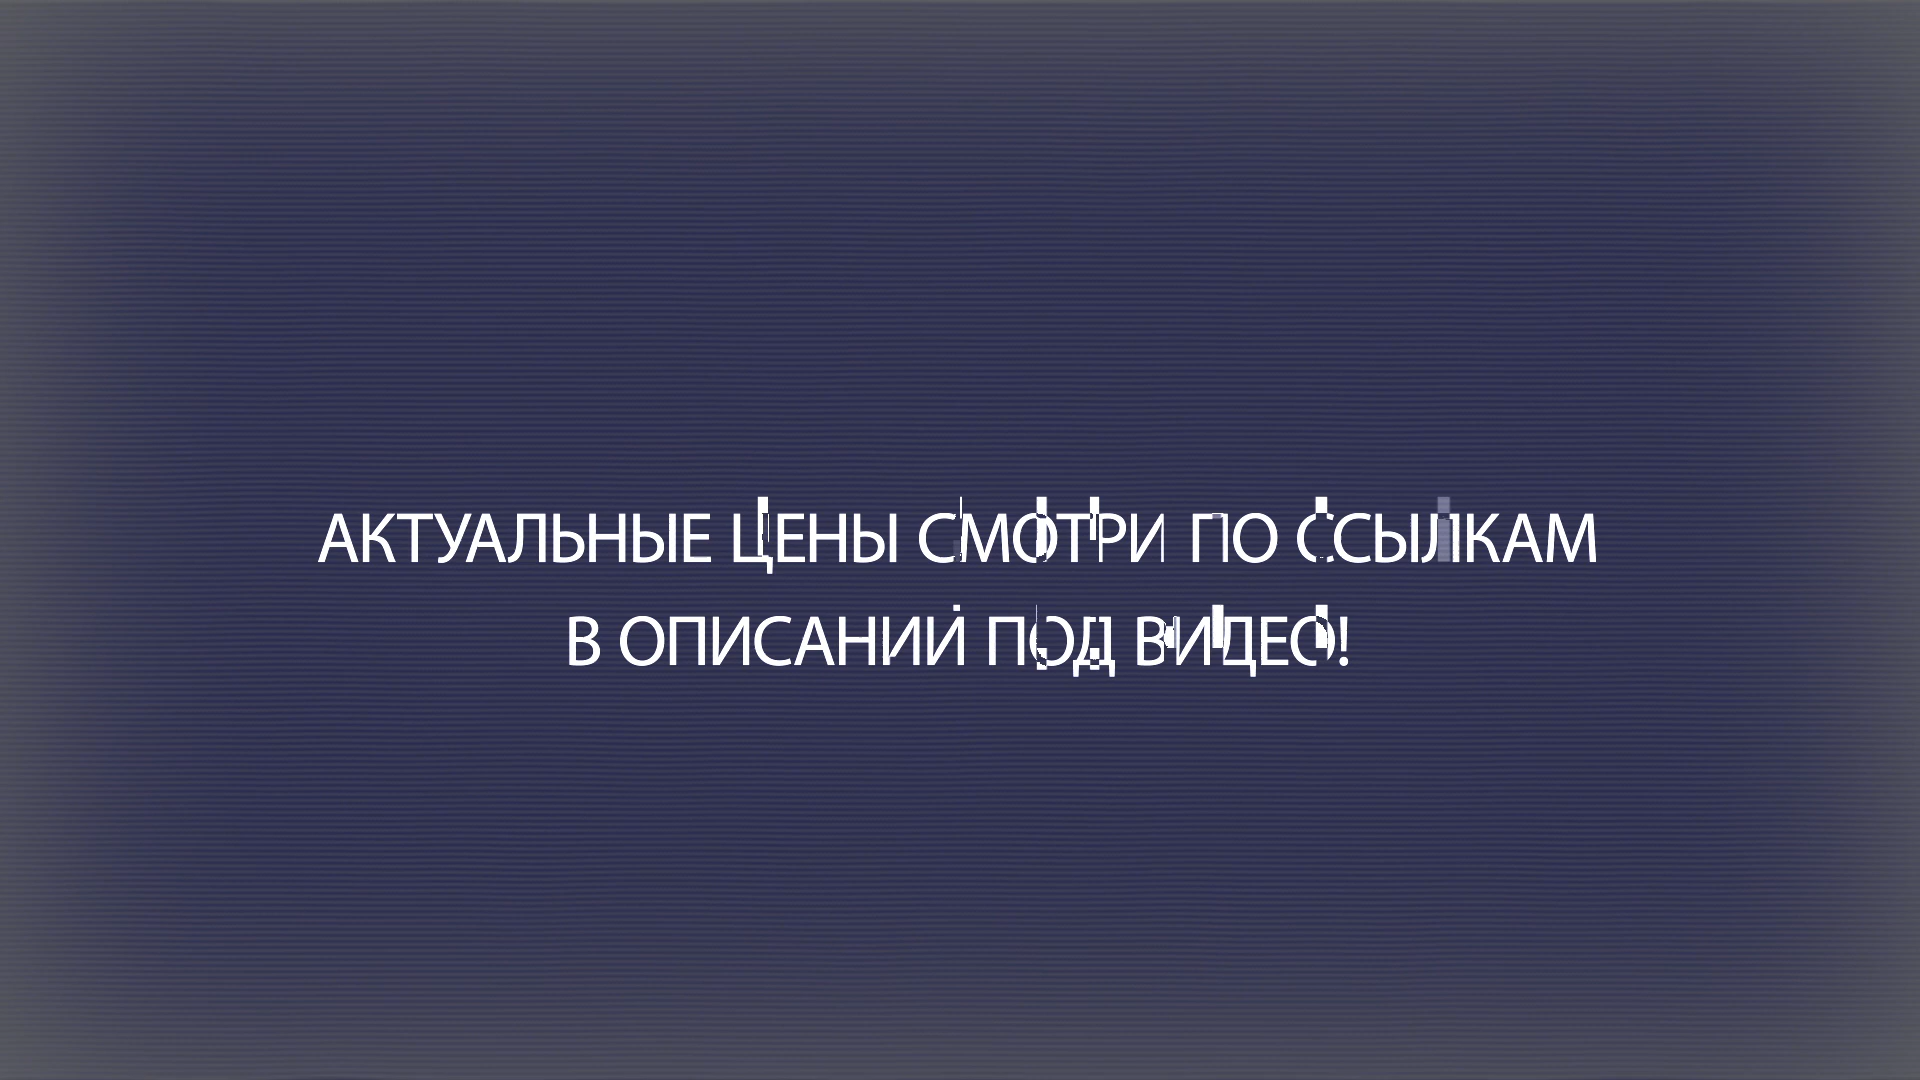 АКТУАЛЬНЫЕ ЦЕНЫ СМОТРИ ПО ССЫЛКАМ
В ОПИСАНИИ ПОД ВИДЕО!